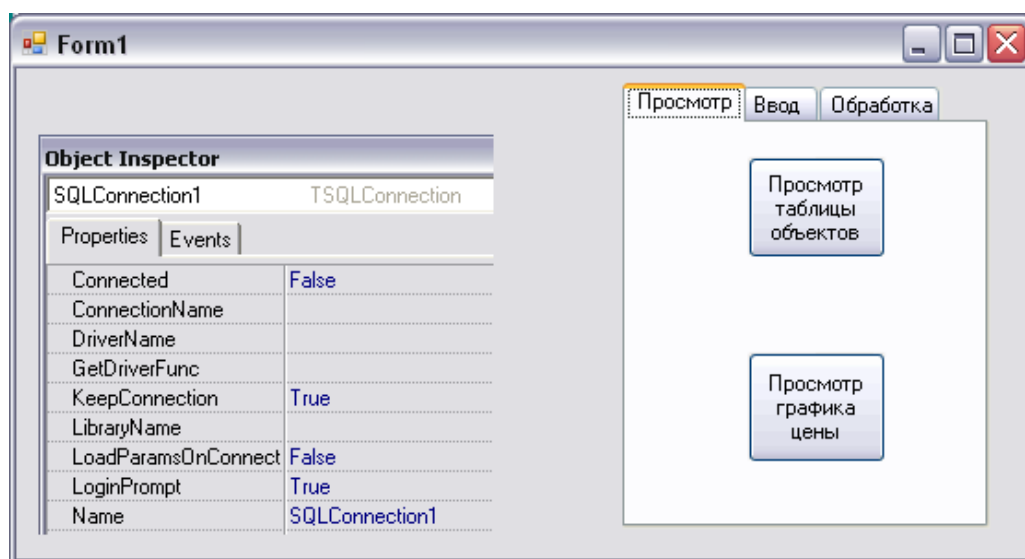 Form1
Object Inspector
SQLConnection1 TSQLConnection
Properties Events
Connected False
ConnectionName
DriverName
GetDriverFunc
KeepConnection True
LibraryName
LoadParamsOnConnect False
LoginPrompt True
Name SQLConnection1
Просмотр Ввод Обработка
Просмотр
таблицы
объектов
Просмотр
графика
цены